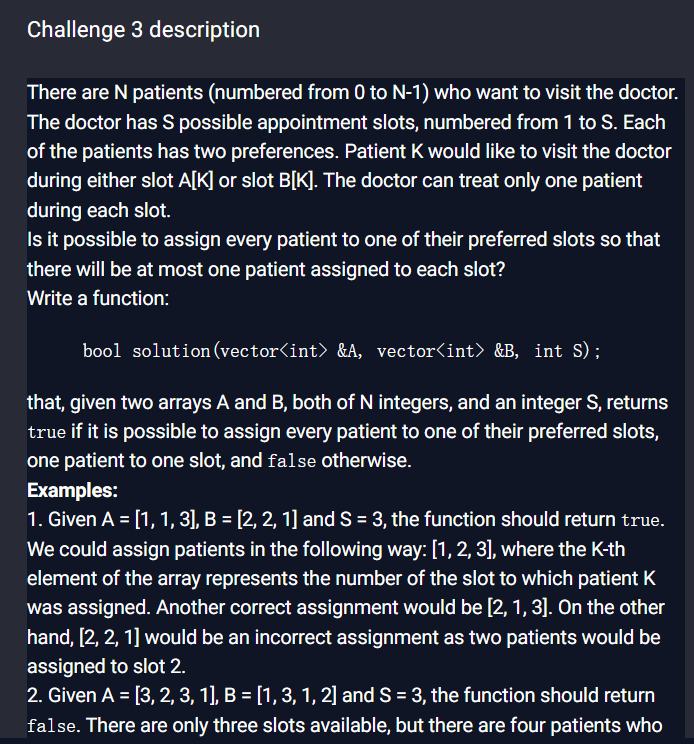 Challenge 3 description
There are N patients (numbered from 0 to N-1) who want to visit the doctor.
The doctor has S possible appointment slots, numbered from 1 to S. Each
of the patients has two preferences. Patient K would like to visit the doctor
during either slot A[K] or slot B[K]. The doctor can treat only one patient
during each slot.
Is it possible to assign every patient to one of their preferred slots so that
there will be at most one patient assigned to each slot?
Write a function:
bool solution(vector<int> &A, vector<int> &B, int S);
that, given two arrays A and B, both of N integers, and an integer S, returns
true if it is possible to assign every patient to one of their preferred slots,
one patient to one slot, and false otherwise.
Examples:
1. Given A = [1, 1, 3], B = [2, 2, 1] and S = 3, the function should return true.
We could assign patients in the following way: [1, 2, 3], where the K-th
element of the array represents the number of the slot to which patient K
was assigned. Another correct assignment would be [2, 1, 3]. On the other
hand, [2, 2, 1] would be an incorrect assignment as two patients would be
assigned to slot 2.
2. Given A = [3, 2, 3, 1], B = [1, 3, 1, 2] and S = 3, the function should return
false. There are only three slots available, but there are four patients who